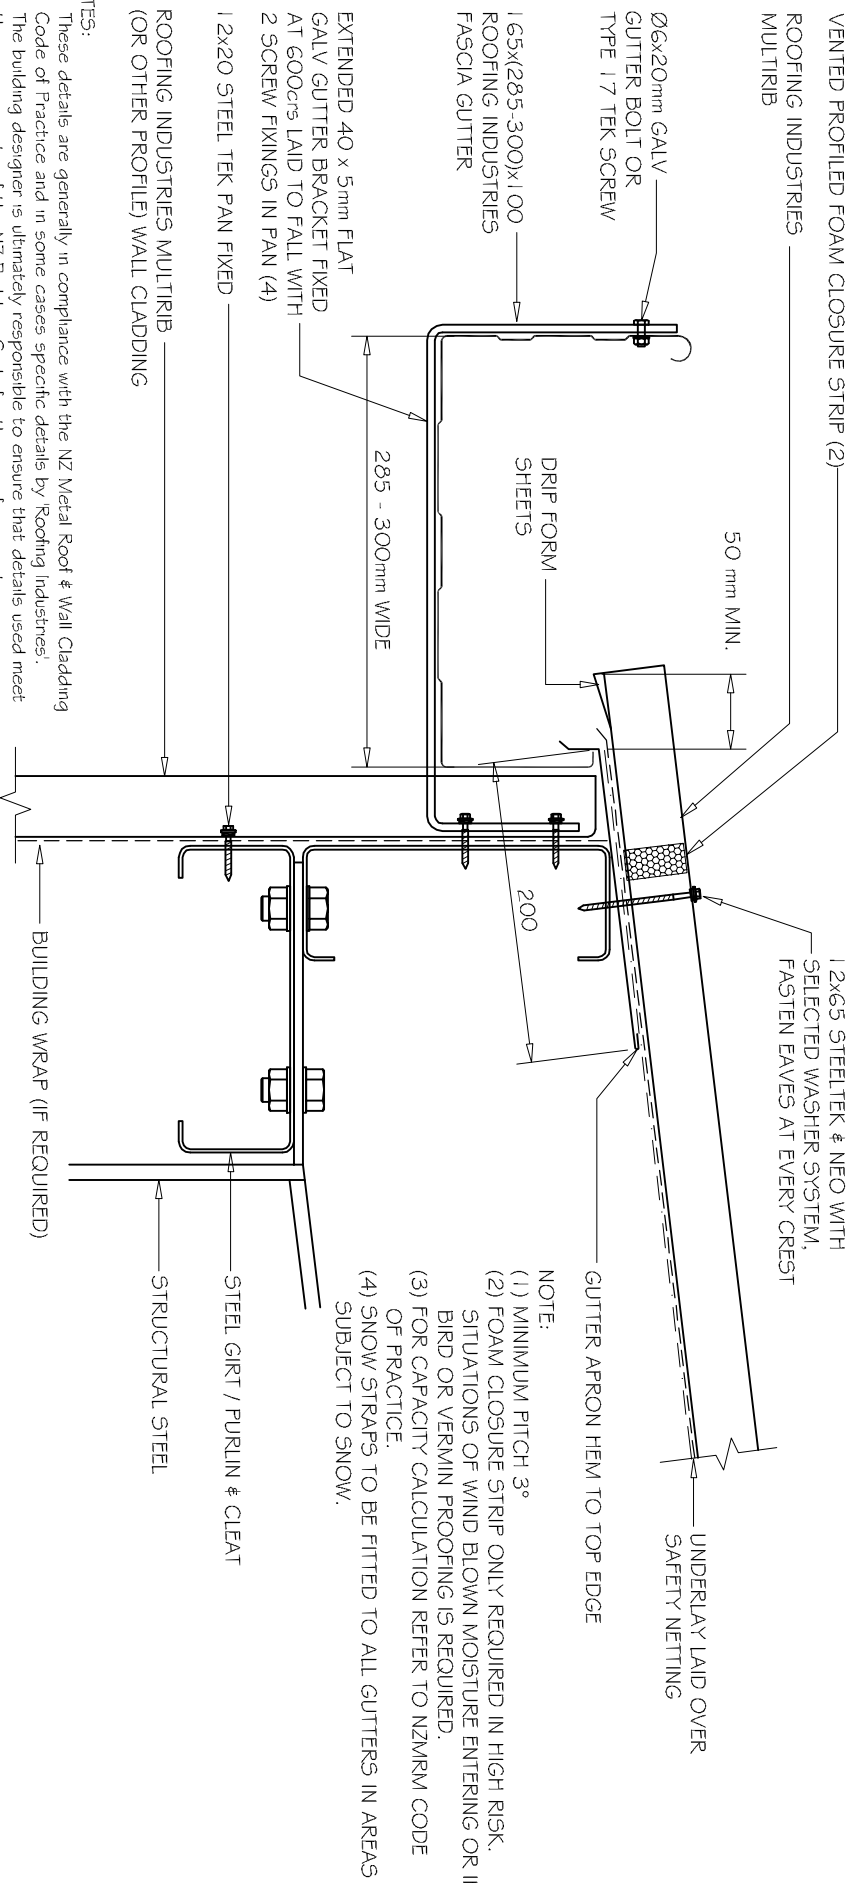 VENTED PROFILED FOAM CLOSURE STRIP (2)
ROOFING INDUSTRIES
MULTIRIB
Ø6x20mm GALV
GUTTER BOLT OR
TYPE 17 TEK SCREW
165x(285-300)x100
ROOFING INDUSTRIES
FASCIA GUTTER
EXTENDED 40 x 5mm FLAT
GALV GUTTER BRACKET FIXED
AT 600crs LAID TO FALL WITH
2 SCREW FIXINGS IN PAN (4)
12x20 STEEL TEK PAN FIXED
ROOFING INDUSTRIES MULTIRIB
(OR OTHER PROFILE) WALL CLADDING
50 mm MIN.
DRIP FORM
SHEETS
285 - 300mm WIDE
200
12x65 STEELTEK & NEO WITH
SELECTED WASHER SYSTEM,
FASTEN EAVES AT EVERY CREST
UNDERLAY LAID OVER
SAFETY NETTING
GUTTER APRON HEM TO TOP EDGE
NOTE:
(1) MINIMUM PITCH 3°
(2) FOAM CLOSURE STRIP ONLY REQUIRED IN HIGH RISK.
SITUATIONS OF WIND BLOWN MOISTURE ENTERING OR
BIRD OR VERMIN PROOFING IS REQUIRED.
(3) FOR CAPACITY CALCULATION REFER TO NZMRM CODE
OF PRACTICE.
(4) SNOW STRAPS TO BE FITTED TO ALL GUTTERS IN AREAS
SUBJECT TO SNOW.
STEEL GIRT / PURLIN & CLEAT
STRUCTURAL STEEL
BUILDING WRAP (IF REQUIRED)
TES:
These details are generally in compliance with the NZ Metal Roof & Wall Cladding
Code of Practice and in some cases specific details by 'Roofing Industries'.
The building designer is ultimately responsible to ensure that details used meet